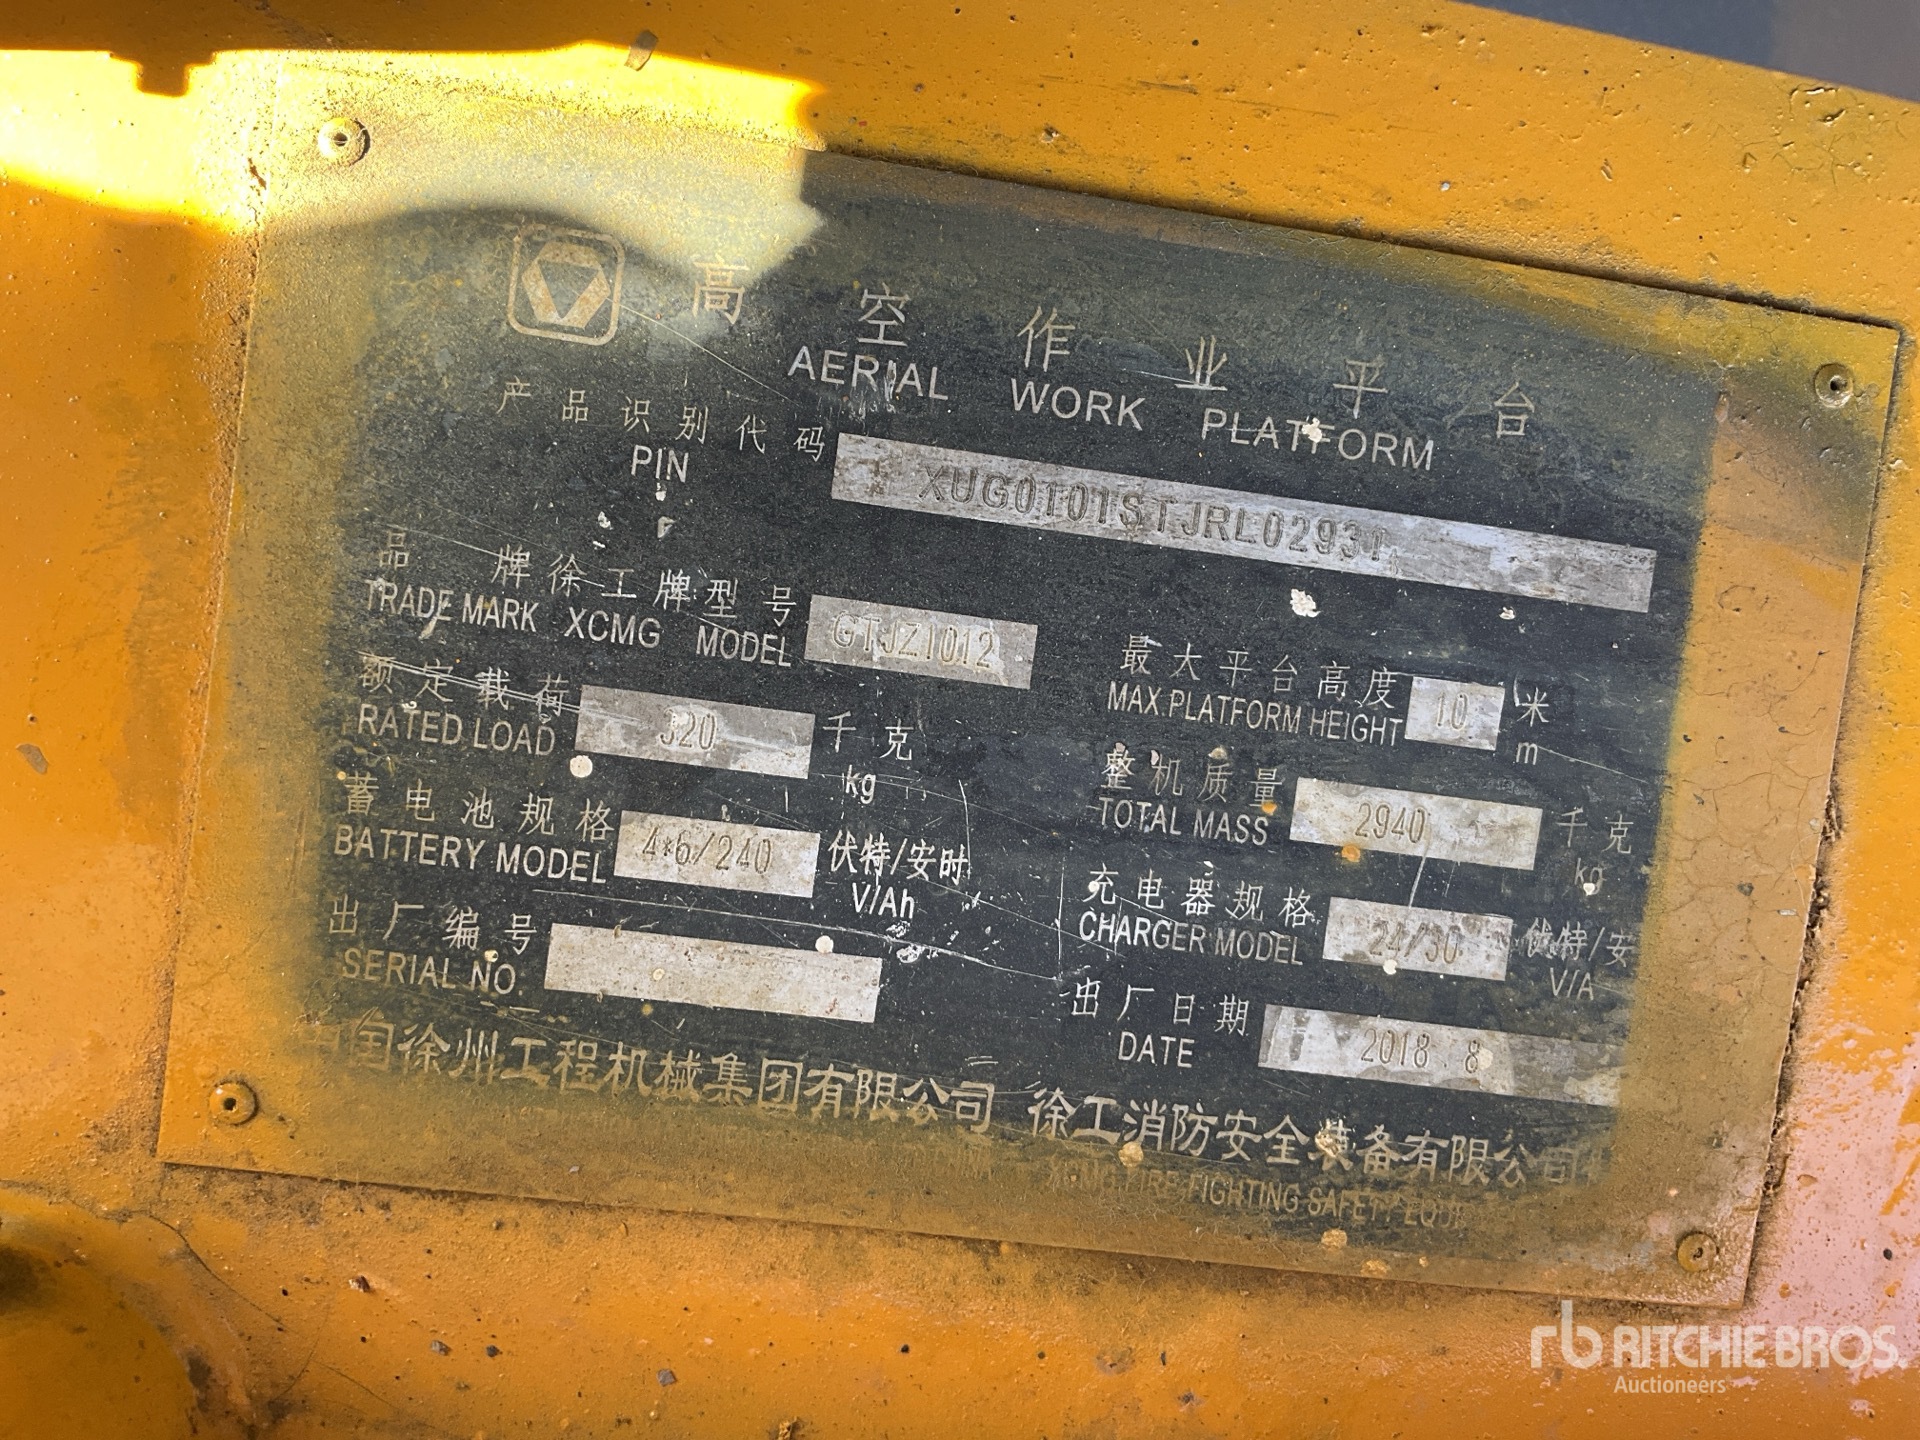 高空作业平台
AERIAL WORK PLATFORM
产品识别代码
PIN
XUG0101STJRL02931
品 牌 徐工牌 型号
TRADE MARK XCMG MODEL GTJZ1012
最大平台高度 米
MAX.PLATFORM HEIGHT 10 m
额定载荷 千克
RATED LOAD 320 kg
整机质量 千克
TOTAL MASS 2940 kg
蓄电池规格 伏特/安时
BATTERY MODEL 4*6/240 V/Ah
充电器规格 伏特/安
CHARGER MODEL 24/30 V/A
出厂编号
SERIAL NO.
出厂日期
DATE 2018.8
中国徐州工程机械集团有限公司 徐工消防安全装备有限公司
XCMG FIRE-FIGHTING SAFETY
rb RITCHIE BROS.
Auctioneers